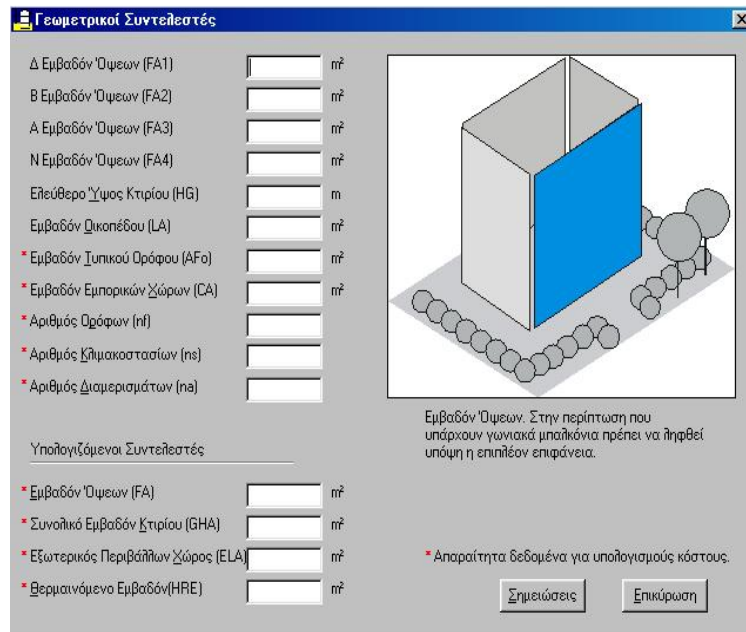 Γεωμετρικοί Συντελεστές
Δ Εμβαδόν Όψεων (FA1) m²
Β Εμβαδόν Όψεων (FA2) m²
Α Εμβαδόν Όψεων (FA3) m²
Ν Εμβαδόν Όψεων (FA4) m²
Ελεύθερο Ύψος Κτιρίου (HG) m
Εμβαδόν Οικοπέδου (LA) m²
* Εμβαδόν Τυπικού Ορόφου (AFo) m²
* Εμβαδόν Εμπορικών Χώρων (CA) m²
* Αριθμός Ορόφων (nf)
* Αριθμός Κλιμακοστασίων (ns)
* Αριθμός Διαμερισμάτων (na)
Εμβαδόν Όψεων. Στην περίπτωση που
υπάρχουν γωνιακά μπαλκόνια πρέπει να ληφθεί
υπόψη η επιπλέον επιφάνεια.
Υπολογιζόμενοι Συντελεστές
* Εμβαδόν Όψεων (FA) m²
* Συνολικό Εμβαδόν Κτιρίου (GHA) m²
* Εξωτερικός Περιβάλλων Χώρος (ELA) m²
* Θερμαινόμενο Εμβαδόν(HRE) m²
* Απαραίτητα δεδομένα για υπολογισμούς κόστους.
Σημειώσεις
Επικύρωση